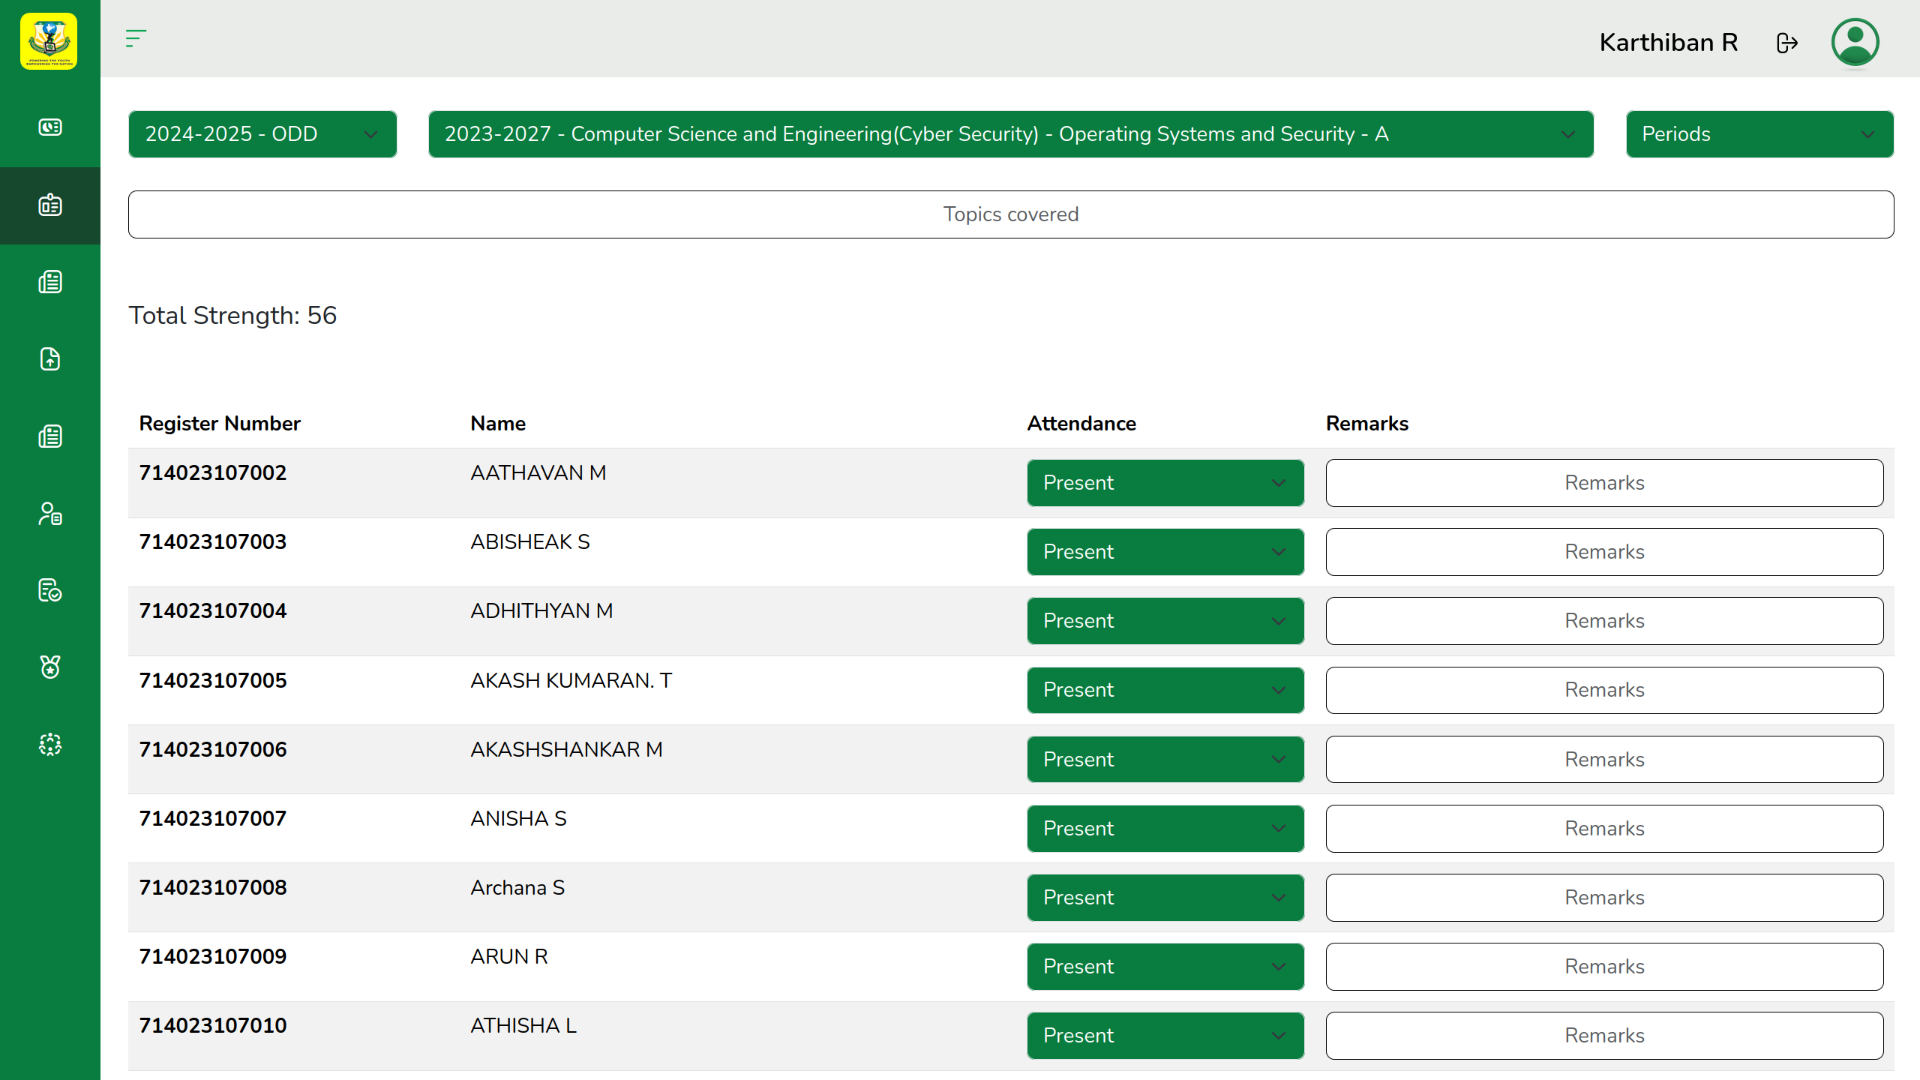 Karthiban R
2024-2025 - ODD
2023-2027 - Computer Science and Engineering(Cyber Security) - Operating Systems and Security - A
Periods
Topics covered
Total Strength: 56
Register Number Name Attendance Remarks
714023107002 AATHAVAN M Present Remarks
714023107003 ABISHEAK S Present Remarks
714023107004 ADHITHYAN M Present Remarks
714023107005 AKASH KUMARAN. T Present Remarks
714023107006 AKASHSHANKAR M Present Remarks
714023107007 ANISHA S Present Remarks
714023107008 Archana S Present Remarks
714023107009 ARUN R Present Remarks
714023107010 ATHISHA L Present Remarks